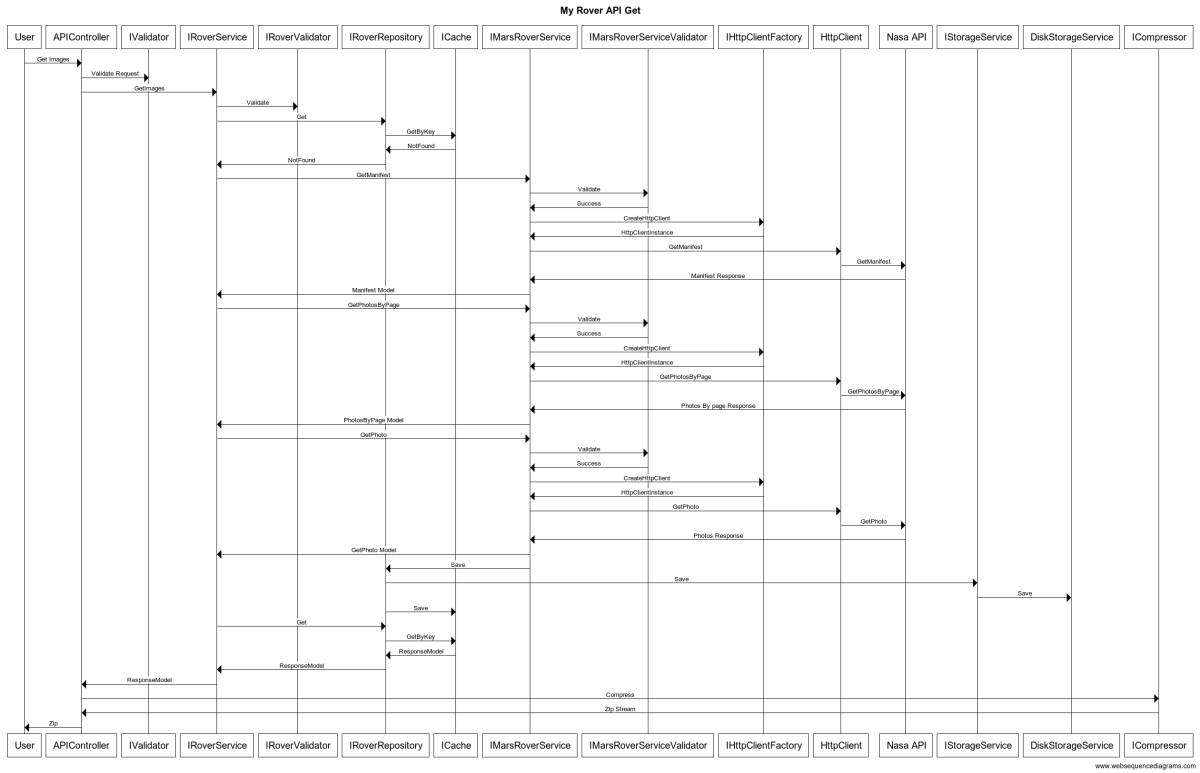 My Rover API Get
User APIController IValidator IRoverService IRoverValidator IRoverRepository ICache IMarsRoverService IMarsRoverServiceValidator IHttpClientFactory HttpClient Nasa API IStorageService DiskStorageService ICompressor
Get Images
Validate Request
GetImages
Validate
Get
GetByKey
NotFound
NotFound
GetManifest
Validate
Success
CreateHttpClient
HttpClientInstance
GetManifest
GetManifest
Manifest Response
Manifest Model
GetPhotosByPage
Validate
Success
CreateHttpClient
HttpClientInstance
GetPhotosByPage
GetPhotosByPage
Photos By page Response
PhotosByPage Model
GetPhoto
Validate
Success
CreateHttpClient
HttpClientInstance
GetPhoto
GetPhoto
Photos Response
GetPhoto Model
Save
Save
Save
Save
Get
GetByKey
ResponseModel
ResponseModel
ResponseModel
Compress
Zip Stream
Zip
User APIController IValidator IRoverService IRoverValidator IRoverRepository ICache IMarsRoverService IMarsRoverServiceValidator IHttpClientFactory HttpClient Nasa API IStorageService DiskStorageService ICompressor
www.websequencediagrams.com